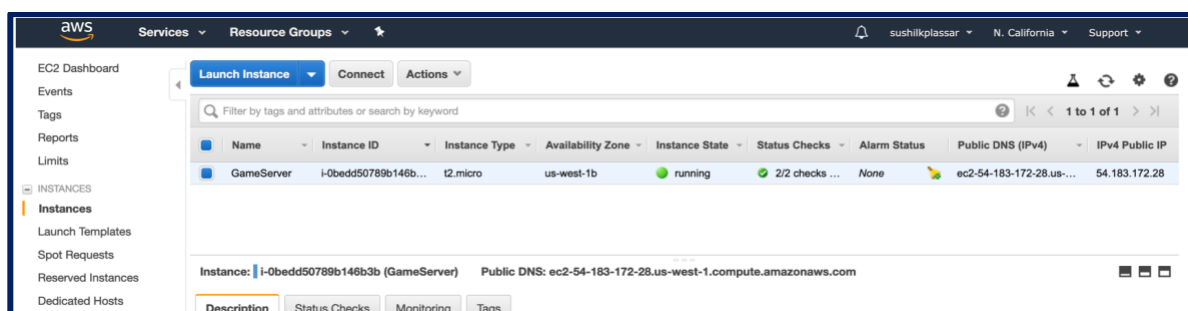 aws Services Resource Groups sushilkplassar N. California Support
EC2 Dashboard
Events
Tags
Reports
Limits
INSTANCES
Instances
Launch Templates
Spot Requests
Reserved Instances
Dedicated Hosts
Launch Instance Connect Actions
Filter by tags and attributes or search by keyword 1 to 1 of 1
Name Instance ID Instance Type Availability Zone Instance State Status Checks Alarm Status Public DNS (IPv4) IPv4 Public IP
GameServer i-0bedd50789b146b... t2.micro us-west-1b running 2/2 checks ... None ec2-54-183-172-28.us-... 54.183.172.28
Instance: i-0bedd50789b146b3b (GameServer) Public DNS: ec2-54-183-172-28.us-west-1.compute.amazonaws.com
Description Status Checks Monitoring Tags